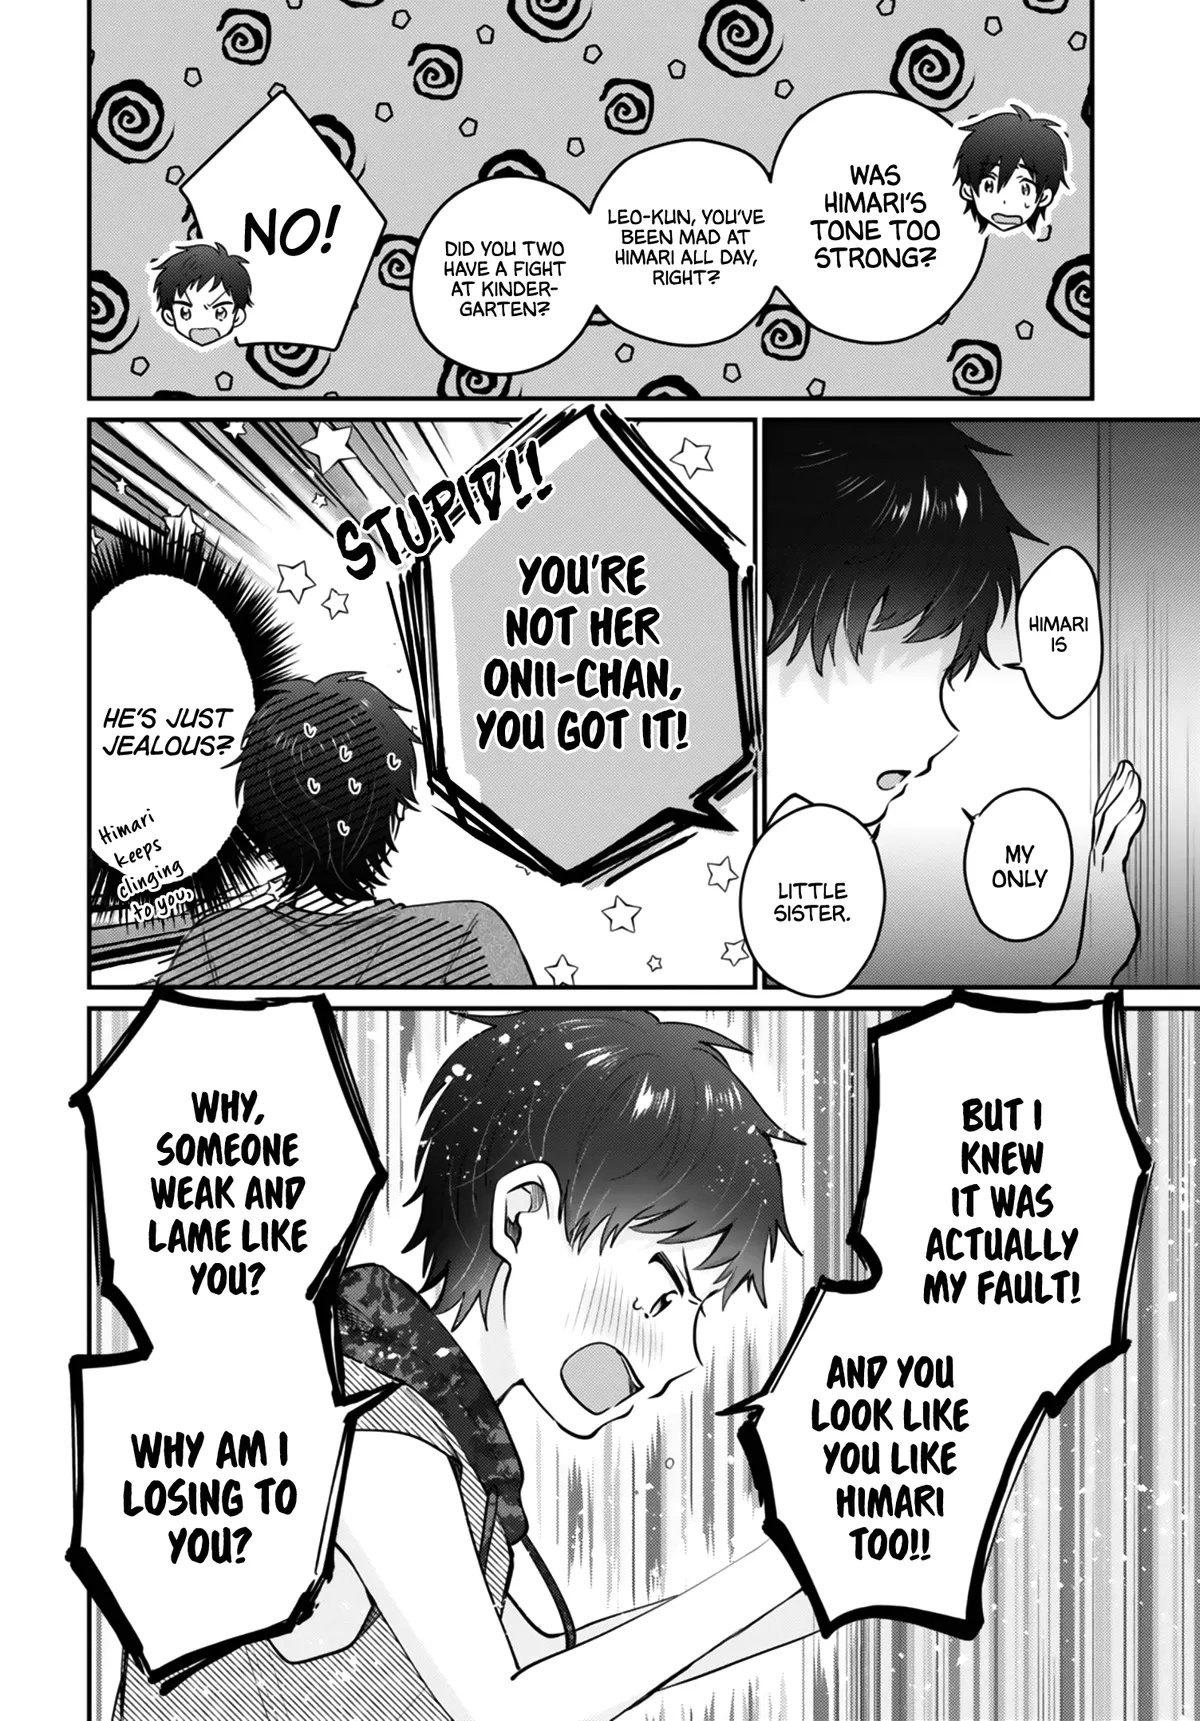 WAS
HIMARI'S
TONE TOO
STRONG?
LEO-KUN, YOU'VE
BEEN MAD AT
HIMARI ALL DAY,
RIGHT?
DID YOU TWO
HAVE A FIGHT
AT KINDER-
GARTEN?
NO!
HIMARI
IS
MY
ONLY
LITTLE
SISTER.
STUPID!!
YOU'RE
NOT HER
ONII-CHAN,
YOU GOT IT!
HE'S JUST
JEALOUS?
Himari
keeps
clinging
to you,
BUT I
KNEW
IT WAS
ACTUALLY
MY FAULT!
AND YOU
LOOK LIKE
YOU LIKE
HIMARI
TOO!!
WHY,
SOMEONE
WEAK AND
LAME LIKE
YOU?
WHY AM I
LOSING TO
YOU?